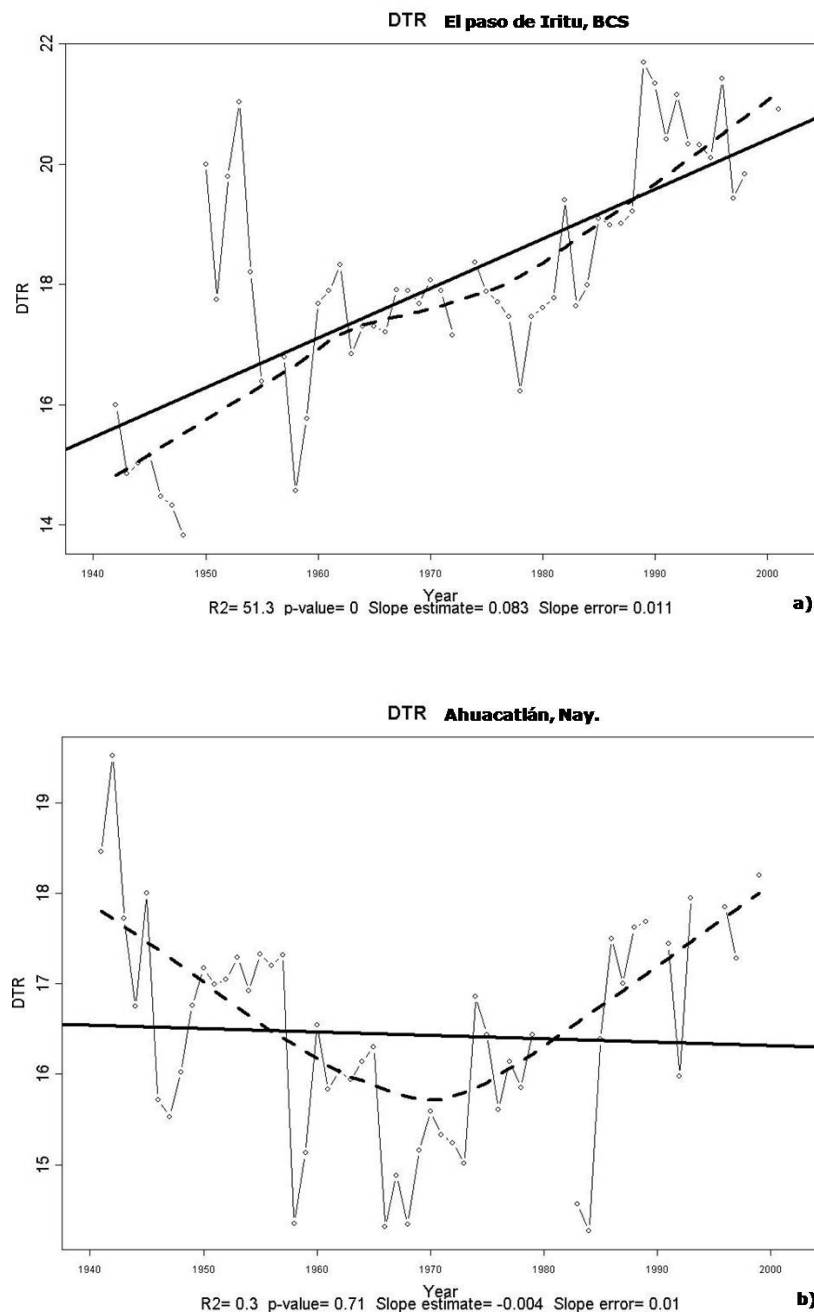 DTR El paso de Iritu, BCS
22
20
18
16
14
DTR
1940 1950 1960 1970 1980 1990 2000
Year
R2= 51.3 p-value= 0 Slope estimate= 0.083 Slope error= 0.011
a)
DTR Ahuacatlán, Nay.
19
18
17
16
15
DTR
1940 1950 1960 1970 1980 1990 2000
Year
R2= 0.3 p-value= 0.71 Slope estimate= -0.004 Slope error= 0.01
b)